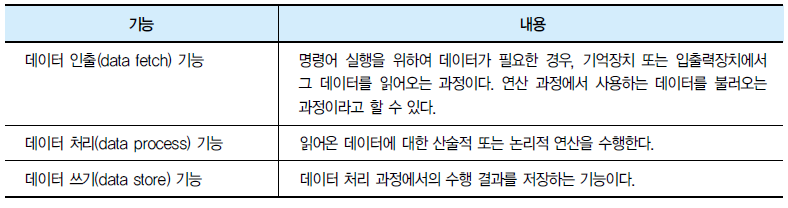 기능
내용
데이터 인출(data fetch) 기능
명령어 실행을 위하여 데이터가 필요한 경우, 기억장치 또는 입출력장치에서
그 데이터를 읽어오는 과정이다. 연산 과정에서 사용하는 데이터를 불러오는
과정이라고 할 수 있다.
데이터 처리(data process) 기능
읽어온 데이터에 대한 산술적 또는 논리적 연산을 수행한다.
데이터 쓰기(data store) 기능
데이터 처리 과정에서의 수행 결과를 저장하는 기능이다.